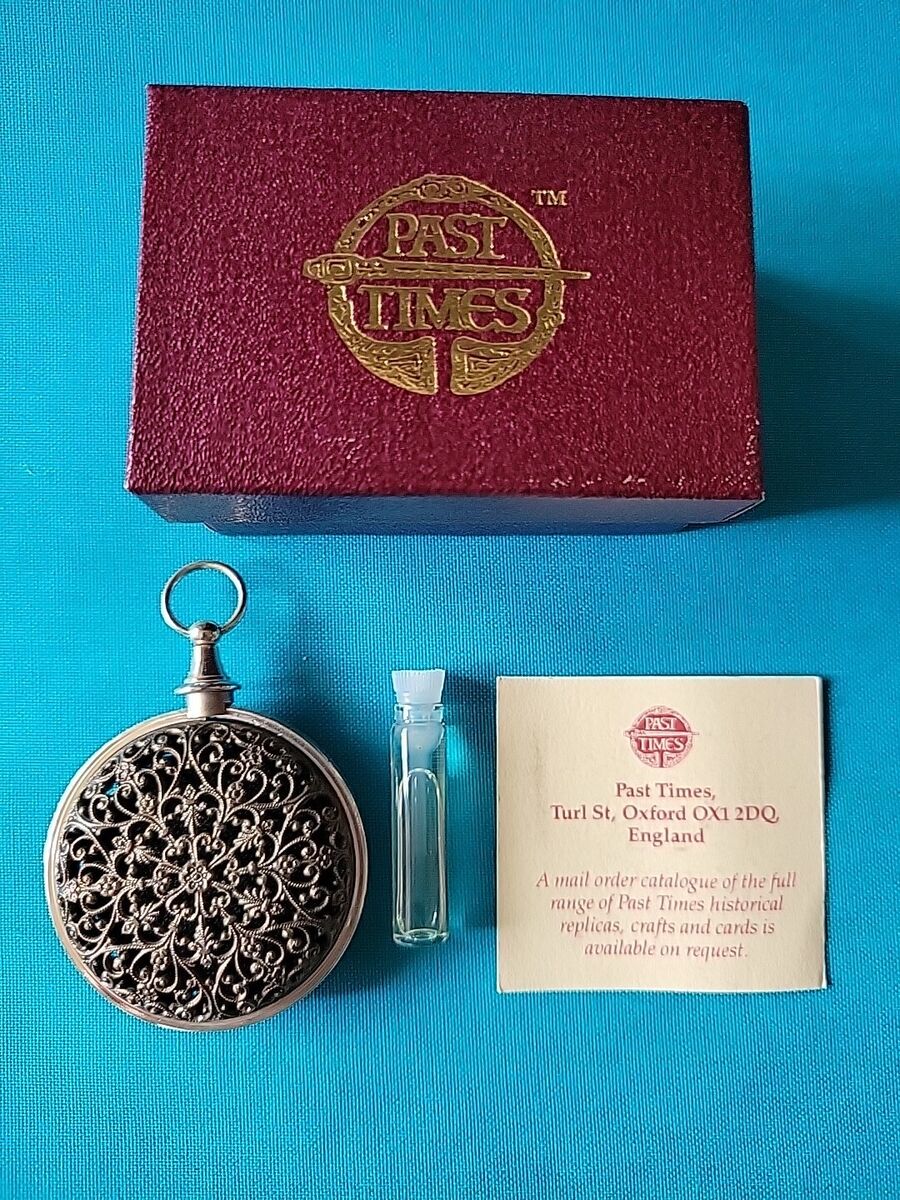 PAST
TIMES
TM
PAST
TIMES
Past Times,
Turl St, Oxford OX1 2DQ,
England
A mail order catalogue of the full
range of Past Times historical
replicas, crafts and cards is
available on request.